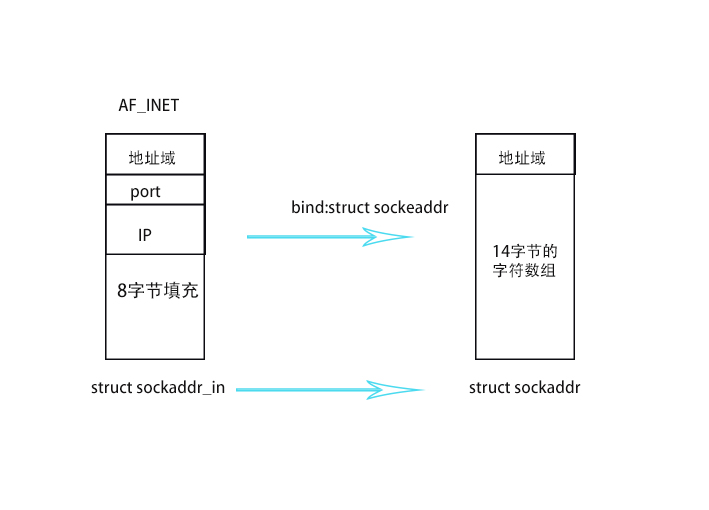 AF_INET
地址域
port
IP
8字节填充
struct sockaddr_in
bind:struct sockeaddr
地址域
14字节的
字符数组
struct sockaddr